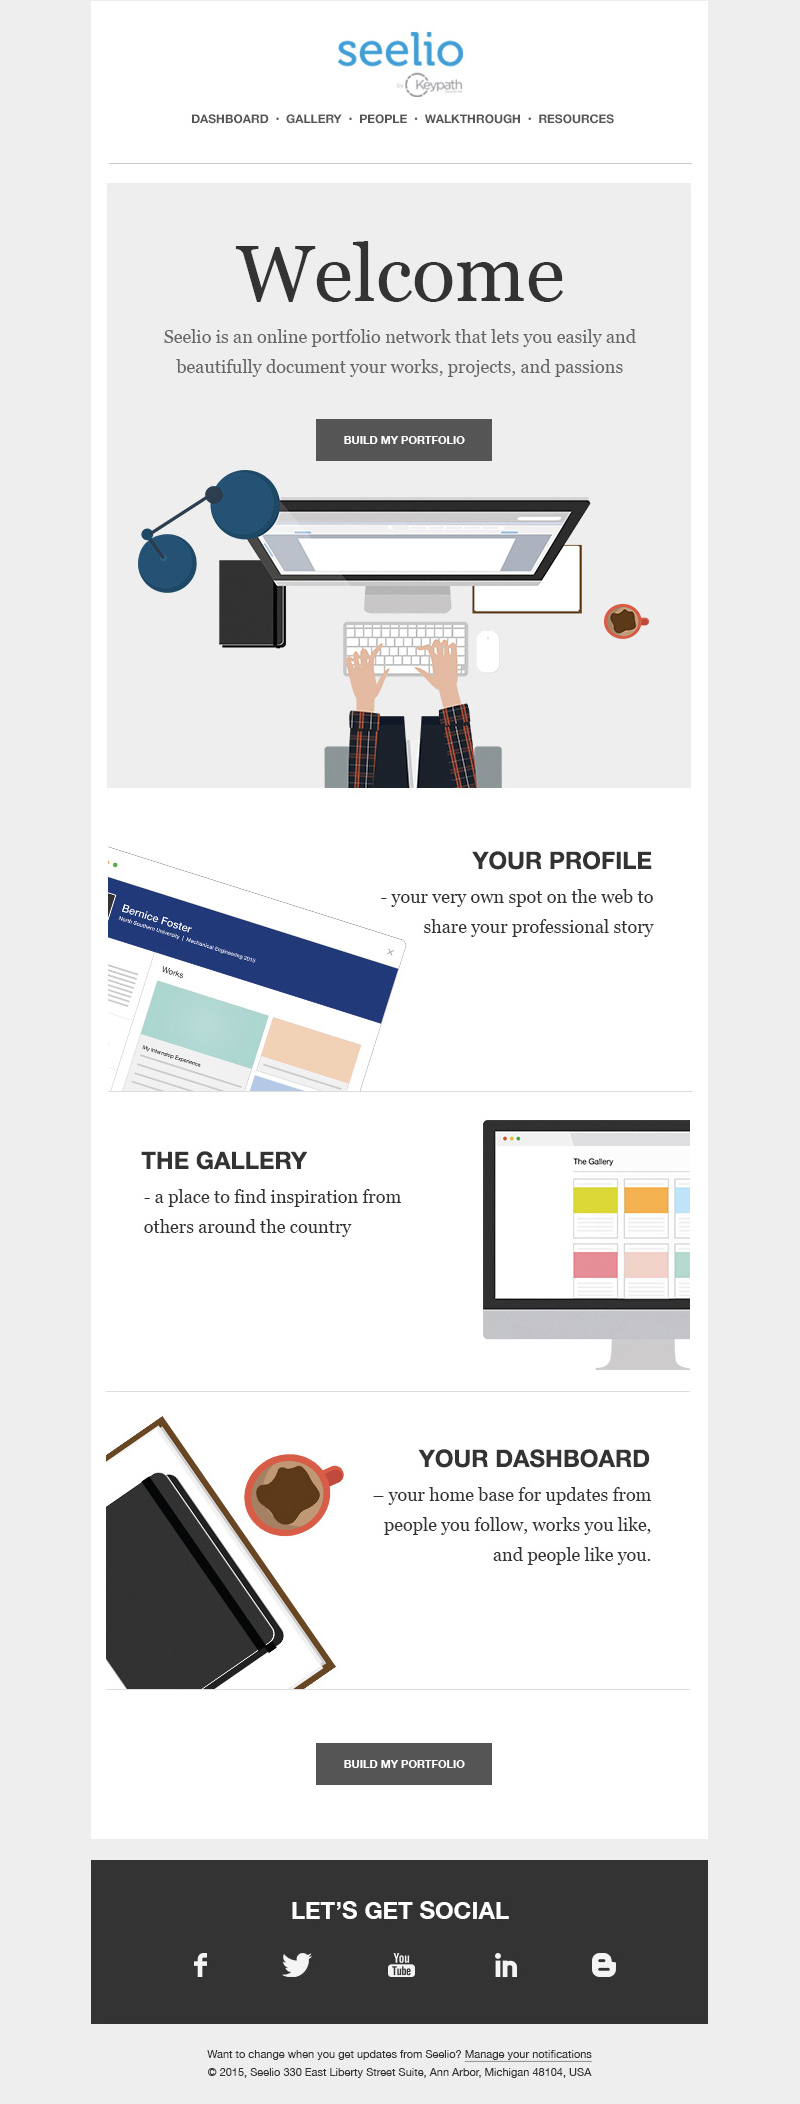 seelio
by Keypath
DASHBOARD · GALLERY · PEOPLE · WALKTHROUGH · RESOURCES
Welcome
Seelio is an online portfolio network that lets you easily and
beautifully document your works, projects, and passions
BUILD MY PORTFOLIO
YOUR PROFILE
- your very own spot on the web to
share your professional story
Bernice Foster
North Southern University | Mechanical Engineering 2015
Works
My Internship Experience
THE GALLERY
- a place to find inspiration from
others around the country
The Gallery
YOUR DASHBOARD
– your home base for updates from
people you follow, works you like,
and people like you.
BUILD MY PORTFOLIO
LET’S GET SOCIAL
You
Tube
in
Want to change when you get updates from Seelio? Manage your notifications
© 2015, Seelio 330 East Liberty Street Suite, Ann Arbor, Michigan 48104, USA